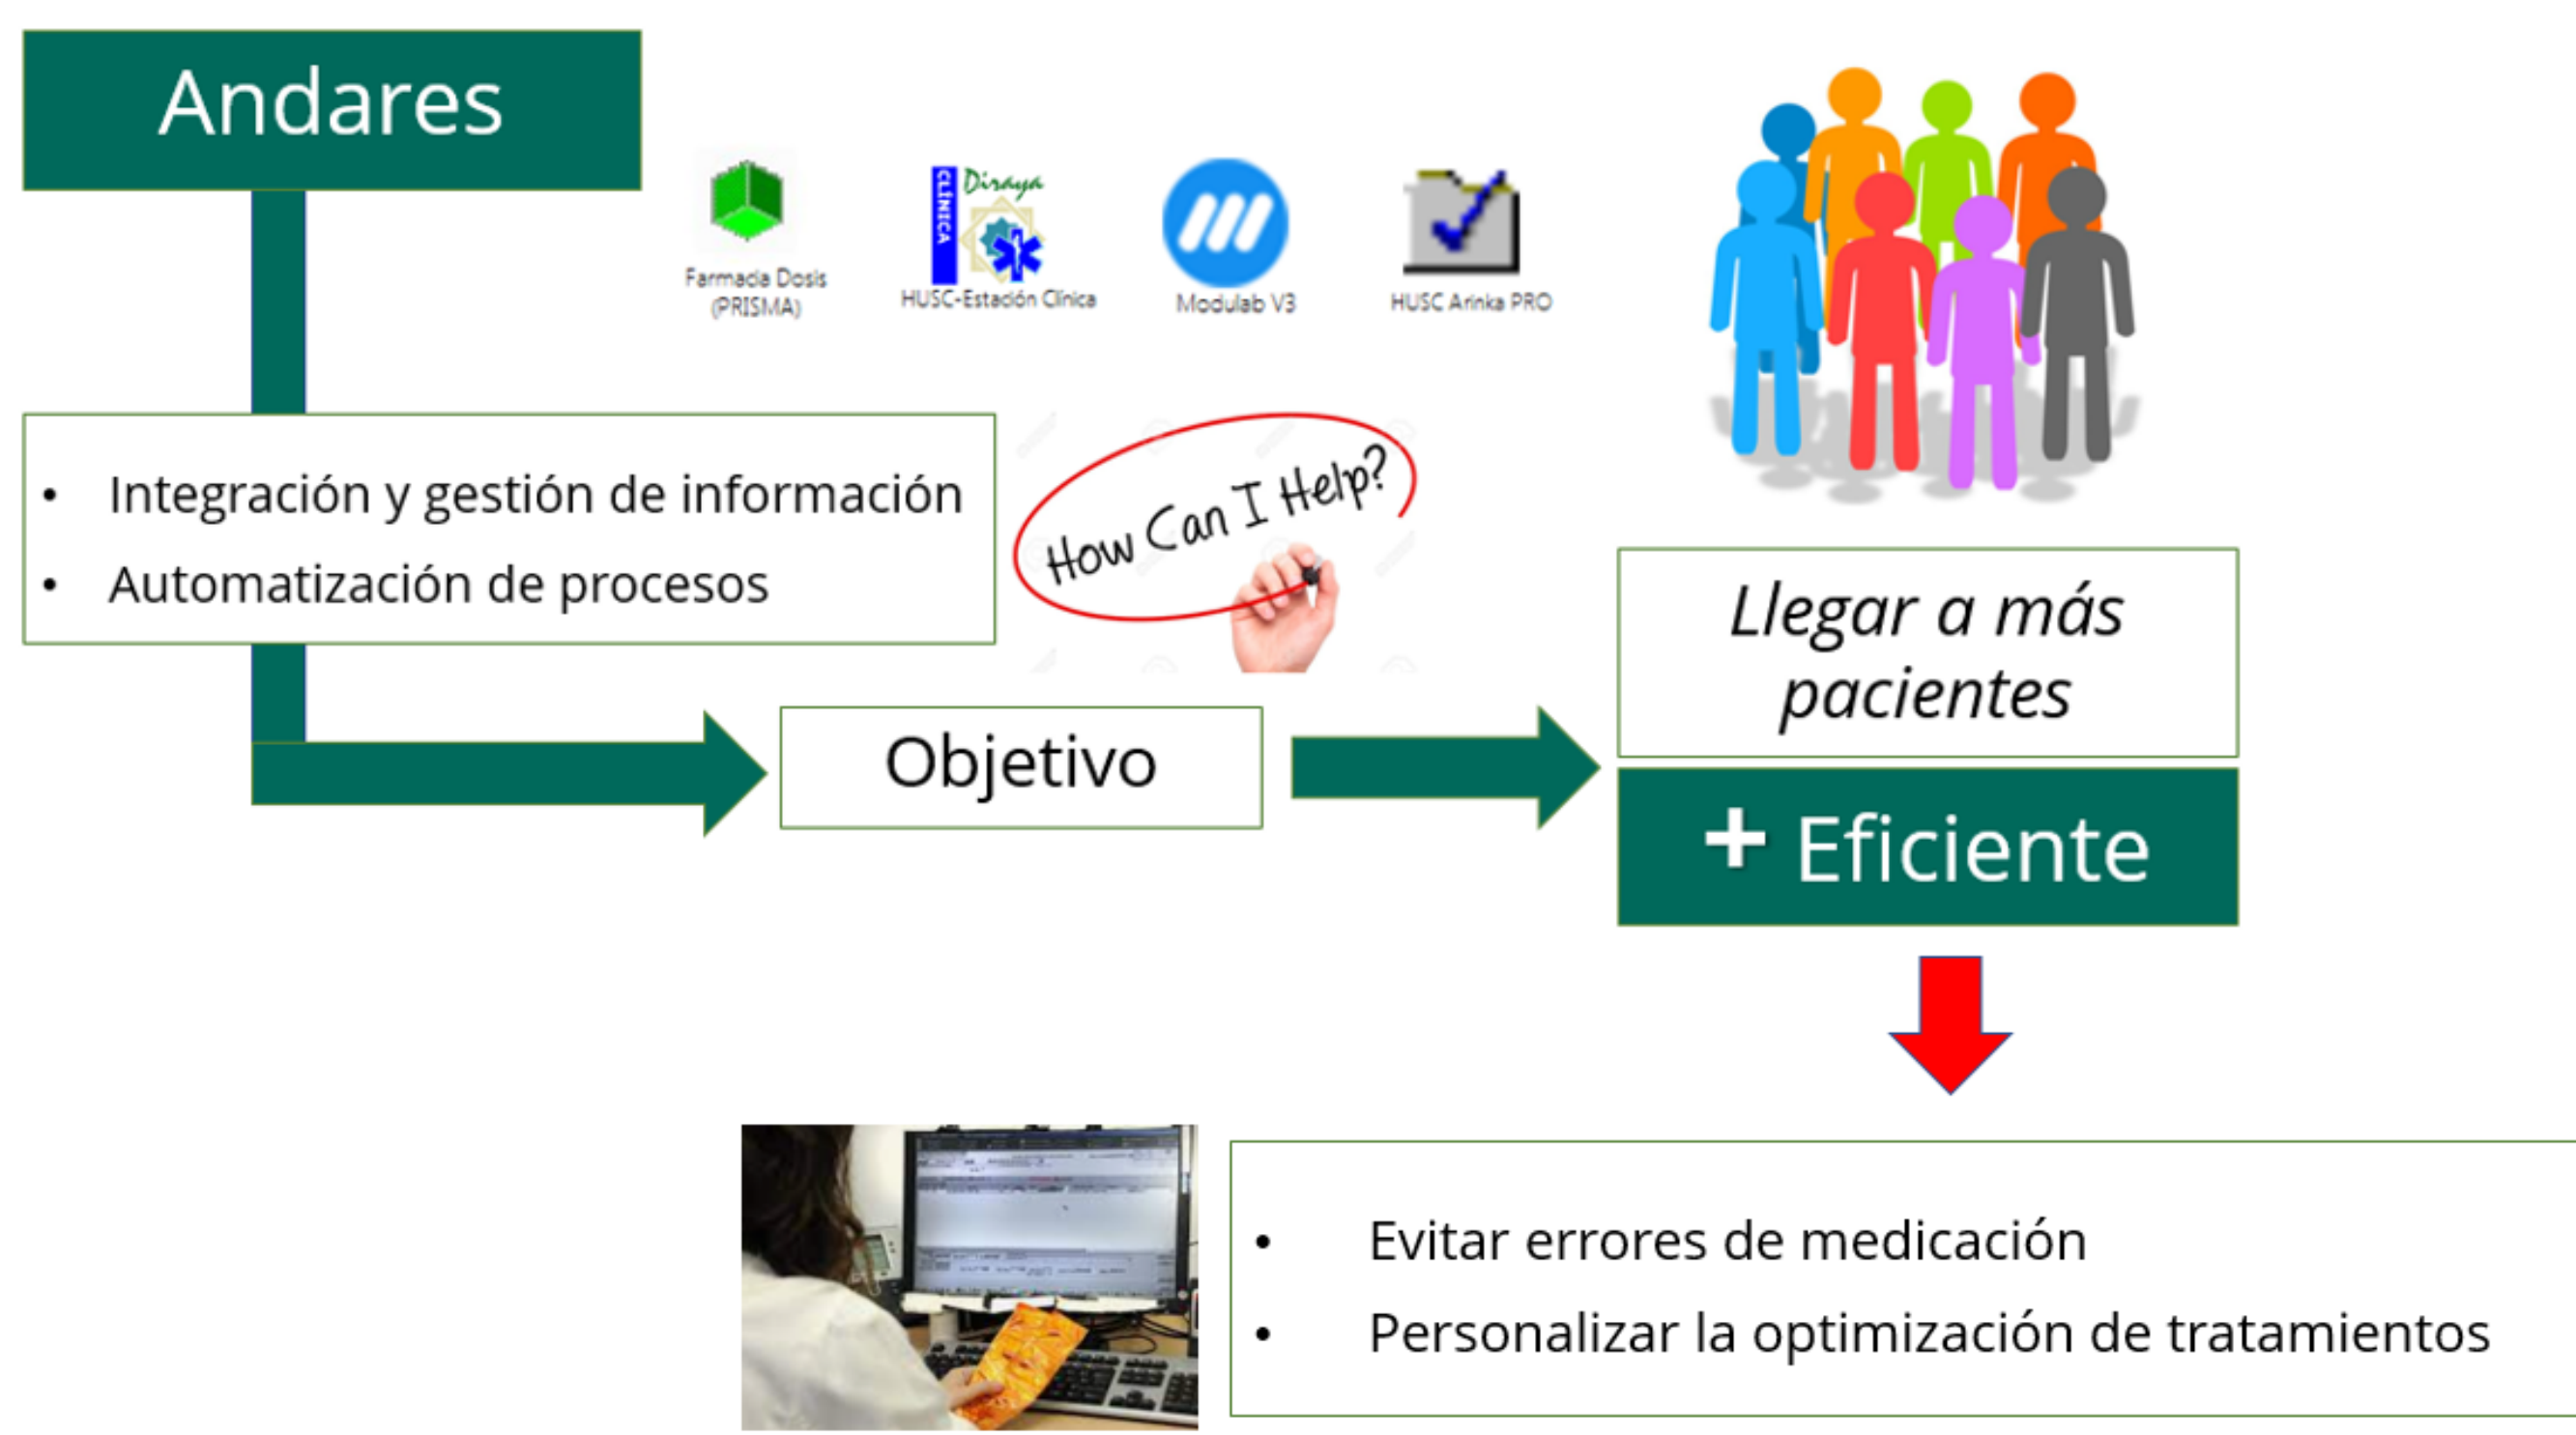 Andares
Farmacia Dosis
(PRISMA)
CLÍNICA
Diraya
HUSC-Estación Clínica
Modulab V3
HUSC Arinka PRO
• Integración y gestión de información
• Automatización de procesos
How Can I Help?
Objetivo
Llegar a más
pacientes
+ Eficiente
• Evitar errores de medicación
• Personalizar la optimización de tratamientos